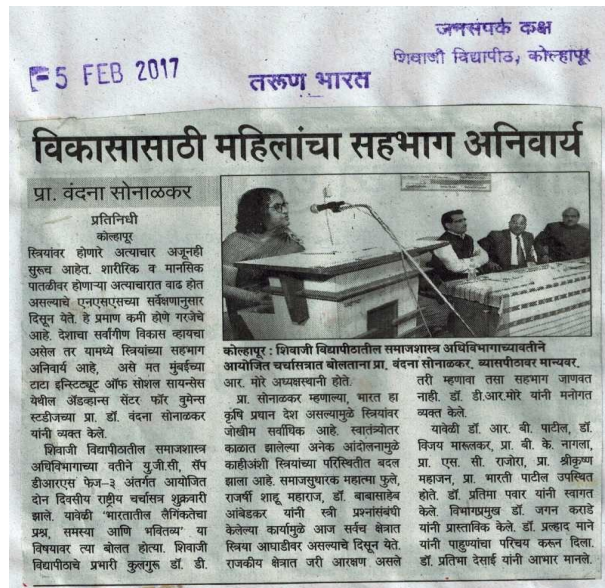 जनसंपर्क कक्ष
शिवाजी विद्यापीठ, कोल्हापूर
-5 FEB 2017
तरूण भारत
विकासासाठी महिलांचा सहभाग अनिवार्य
प्रा. वंदना सोनाळकर
प्रतिनिधी
कोल्हापूर
स्त्रियांवर होणारे अत्याचार अजूनही
सुरूच आहेत. शारीरिक व मानसिक
पातळीवर होणाऱ्या अत्याचारात वाढ होत
असल्याचे एनएसएसच्या सर्वेक्षणानुसार
दिसून येते. हे प्रमाण कमी होणे गरजेचे
आहे. देशाचा सर्वांगीण विकास व्हायचा
असेल तर यामध्ये स्त्रियांच्या सहभाग
अनिवार्य आहे, असे मत मुंबईच्या
टाटा इन्स्टिट्यूट ऑफ सोशल सायन्सेस
येथील अॅडव्हान्स सेंटर फॉर वुमेन्स
स्टडीजच्या प्रा. डॉ. वंदना सोनाळकर
यांनी व्यक्त केले.
शिवाजी विद्यापीठातील समाजशास्त्र
अधिविभागाच्या वतीने यु.जी.सी, सॅप
डीआरएस फेज-३ अंतर्गत आयोजित
दोन दिवसीय राष्ट्रीय चर्चासत्र शुक्रवारी
झाले. यावेळी 'भारतातील लैंगिकतेचा
प्रश्न, समस्या आणि भवितव्य' या
विषयावर त्या बोलत होत्या. शिवाजी
विद्यापीठाचे प्रभारी कुलगुरू डॉ. डी.
कोल्हापूर : शिवाजी विद्यापीठातील समाजशास्त्र अधिविभागाच्यावतीने
आयोजित चर्चासत्रात बोलताना प्रा. वंदना सोनाळकर. व्यासपीठावर मान्यवर.
आर. मोरे अध्यक्षस्थानी होते.
प्रा. सोनाळकर म्हणाल्या, भारत हा
कृषि प्रधान देश असल्यामुळे स्त्रियांवर
जोखीम सर्वाधिक आहे. स्वातंत्र्योतर
काळात झालेल्या अनेक आंदोलनामुळे
काहीअंशी स्त्रियांच्या परिस्थितीत बदल
झाला आहे. समाजसुधारक महात्मा फुले,
राजर्षी शाहू महाराज, डॉ. बाबासाहेब
आंबेडकर यांनी स्त्री प्रश्नांसंबंधी
केलेल्या कार्यामुळे आज सर्वच क्षेत्रात
स्त्रिया आघाडीवर असल्याचे दिसून येते.
राजकीय क्षेत्रात जरी आरक्षण असले
तरी म्हणावा तसा सहभाग जाणवत
नाही. डॉ. डी.आर.मोरे यांनी मनोगत
व्यक्त केले.
यावेळी डॉ. आर. बी. पाटील, डॉ.
विजय मारूलकर, प्रा. बी. के. नागला,
प्रा. एस. सी. राजोरा, प्रा. श्रीकृष्ण
महाजन, प्रा. भारती पाटील उपस्थित
होते. डॉ. प्रतिमा पवार यांनी स्वागत
केले. विभागप्रमुख डॉ. जगन कराडे
यांनी प्रास्ताविक केले. डॉ. प्रल्हाद माने
यांनी पाहुण्यांचा परिचय करून दिला.
डॉ. प्रतिभा देसाई यांनी आभार मानले.